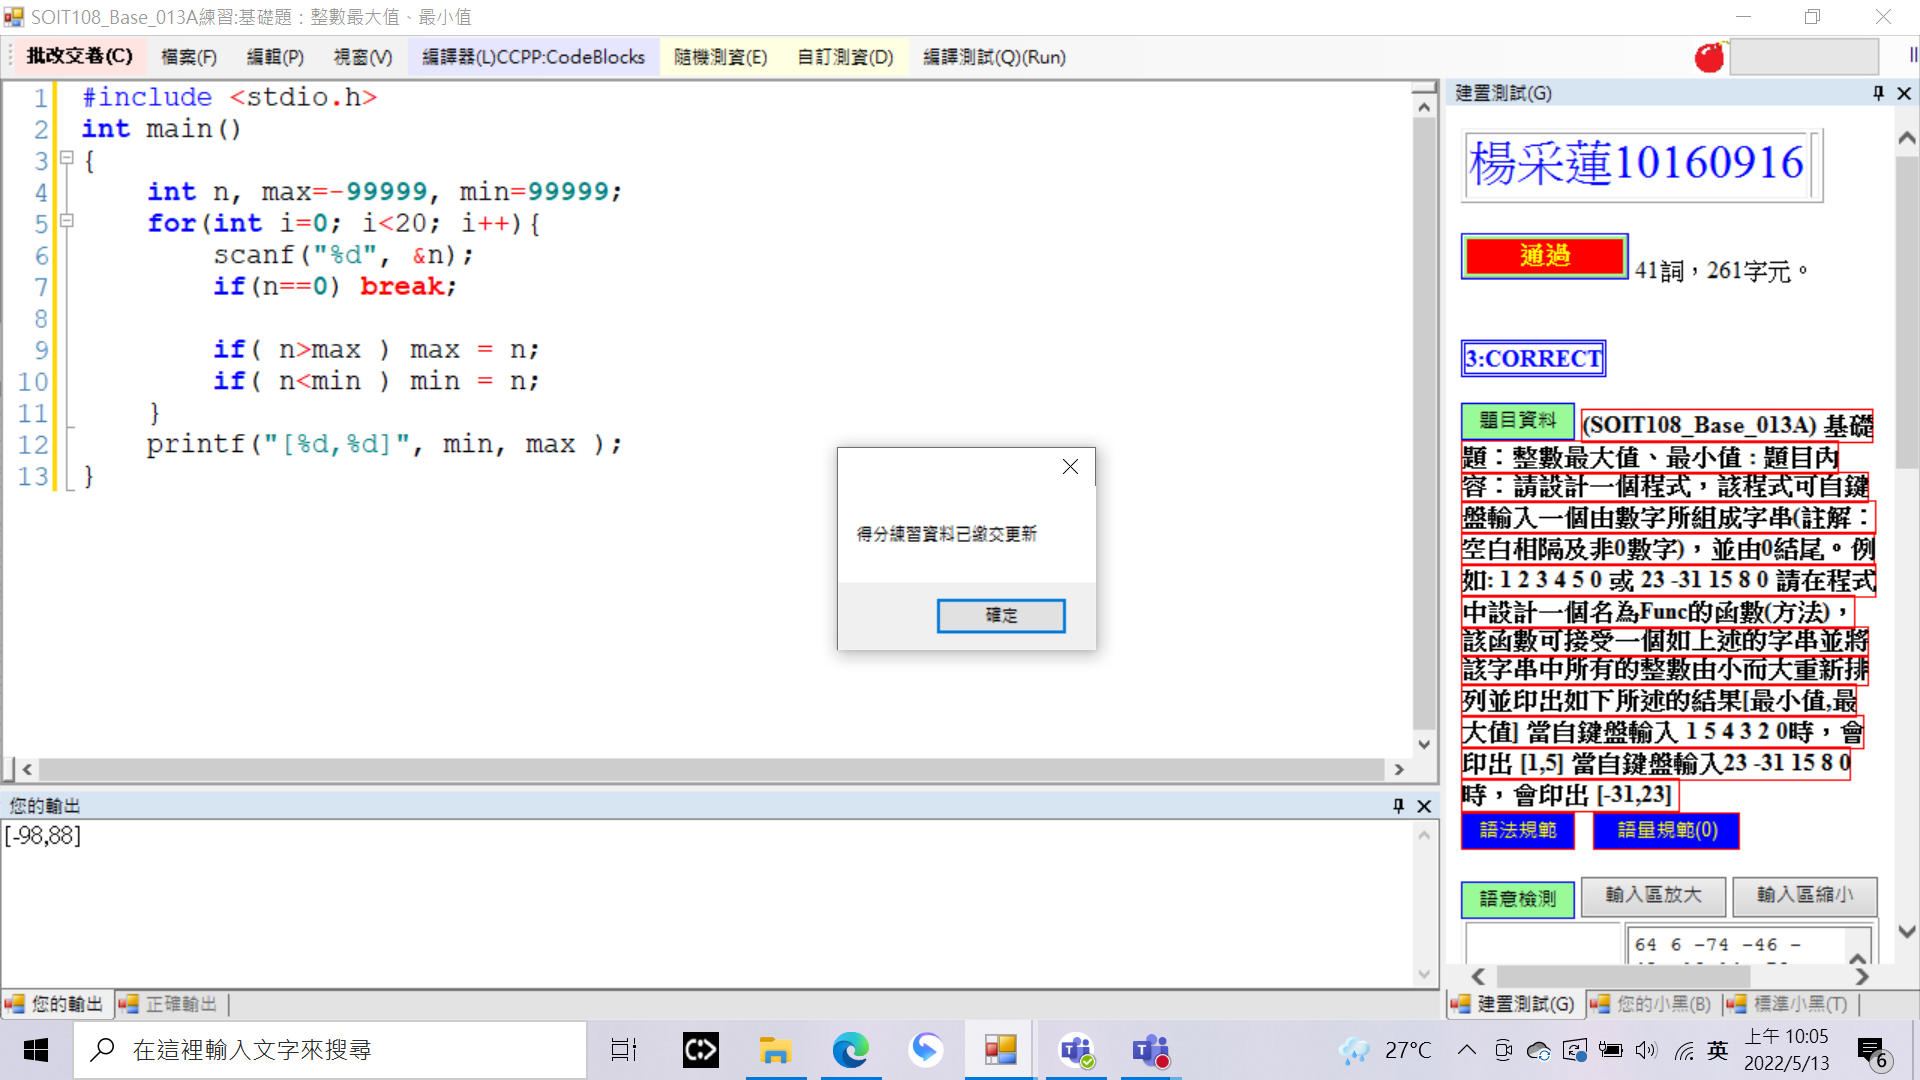 SOIT108_Base_013A練習:基礎題：整數最大值、最小值
批改交卷(C) 檔案(F) 編輯(P) 視窗(V) 編譯器(L)CCPP:CodeBlocks 隨機測資(E) 自訂測資(D) 編譯測試(Q)(Run)
1 #include <stdio.h>
2 int main()
3 {
4 int n, max=-99999, min=99999;
5 for(int i=0; i<20; i++){
6 scanf("%d", &n);
7 if(n==0) break;
8
9 if( n>max ) max = n;
10 if( n<min ) min = n;
11 }
12 printf("[%d,%d]", min, max );
13 }
得分練習資料已繳交更新
確定
您的輸出
[-98,88]
您的輸出 正確輸出
建置測試(G)
楊采蓮10160916
通過 41詞，261字元。
3:CORRECT
題目資料 (SOIT108_Base_013A) 基礎
題：整數最大值、最小值 : 題目內
容：請設計一個程式，該程式可自鍵
盤輸入一個由數字所組成字串(註解：
空白相隔及非0數字)，並由0結尾。例
如: 1 2 3 4 5 0 或 23 -31 15 8 0 請在程式
中設計一個名為Func的函數(方法)，
該函數可接受一個如上述的字串並將
該字串中所有的整數由小而大重新排
列並印出如下所述的結果[最小值,最
大值] 當自鍵盤輸入 1 5 4 3 2 0時，會
印出 [1,5] 當自鍵盤輸入23 -31 15 8 0
時，會印出 [-31,23]
語法規範 語量規範(0)
語意檢測 輸入區放大 輸入區縮小
64 6 -74 -46 -
建置測試(G) 您的小黑(B) 標準小黑(T)
在這裡輸入文字來搜尋
27°C 英 上午 10:05
2022/5/13
6